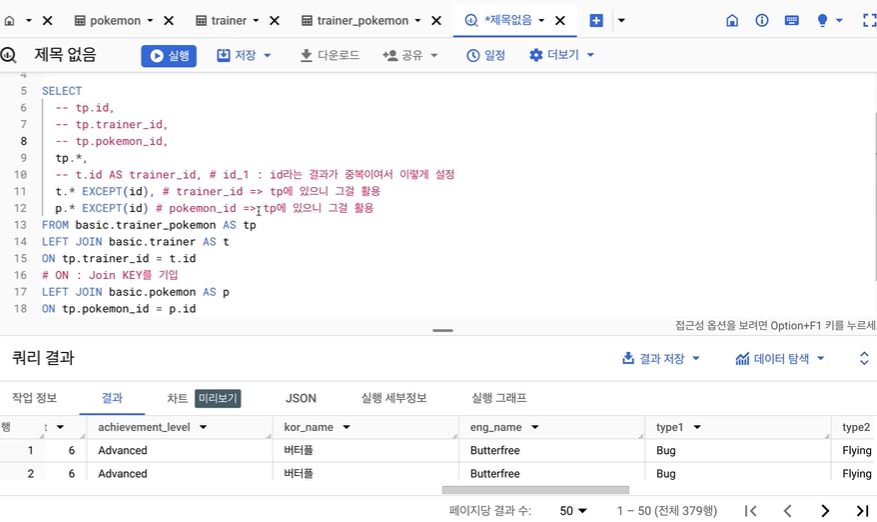 pokemon
trainer
trainer_pokemon
*제목없음
제목 없음
실행
저장
다운로드
공유
일정
더보기
4
5 SELECT
6 -- tp.id,
7 -- tp.trainer_id,
8 -- tp.pokemon_id,
9 tp.*,
10 -- t.id AS trainer_id, # id_1 : id라는 결과가 중복이여서 이렇게 설정
11 t.* EXCEPT(id), # trainer_id => tp에 있으니 그걸 활용
12 p.* EXCEPT(id) # pokemon_id => tp에 있으니 그걸 활용
13 FROM basic.trainer_pokemon AS tp
14 LEFT JOIN basic.trainer AS t
15 ON tp.trainer_id = t.id
16 # ON : Join KEY를 기입
17 LEFT JOIN basic.pokemon AS p
18 ON tp.pokemon_id = p.id
접근성 옵션을 보려면 Option+F1 키를 누르세
쿼리 결과
결과 저장
데이터 탐색
작업 정보
결과
차트 미리보기
JSON
실행 세부정보
실행 그래프
행 achievement_level kor_name eng_name type1 type2
1 6 Advanced 버터플 Butterfree Bug Flying
2 6 Advanced 버터플 Butterfree Bug Flying
페이지당 결과 수: 50 1 – 50 (전체 379행)